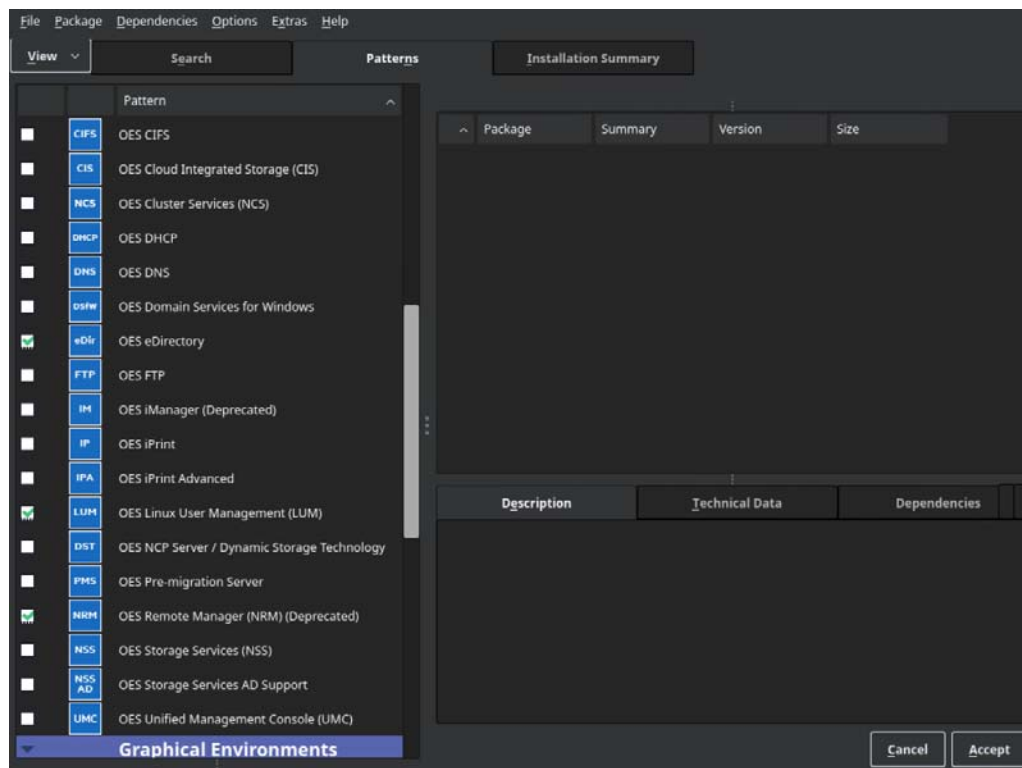 File Package Dependencies Options Extras Help
View Search Patterns Installation Summary
Pattern
CIFS OES CIFS
CIS OES Cloud Integrated Storage (CIS)
NCS OES Cluster Services (NCS)
DHCP OES DHCP
DNS OES DNS
DSfW OES Domain Services for Windows
eDir OES eDirectory
FTP OES FTP
IM OES iManager (Deprecated)
IP OES iPrint
IPA OES iPrint Advanced
LUM OES Linux User Management (LUM)
DST OES NCP Server / Dynamic Storage Technology
PMS OES Pre-migration Server
NRM OES Remote Manager (NRM) (Deprecated)
NSS OES Storage Services (NSS)
NSS AD OES Storage Services AD Support
UMC OES Unified Management Console (UMC)
Graphical Environments
Package Summary Version Size
Description Technical Data Dependencies
Cancel Accept